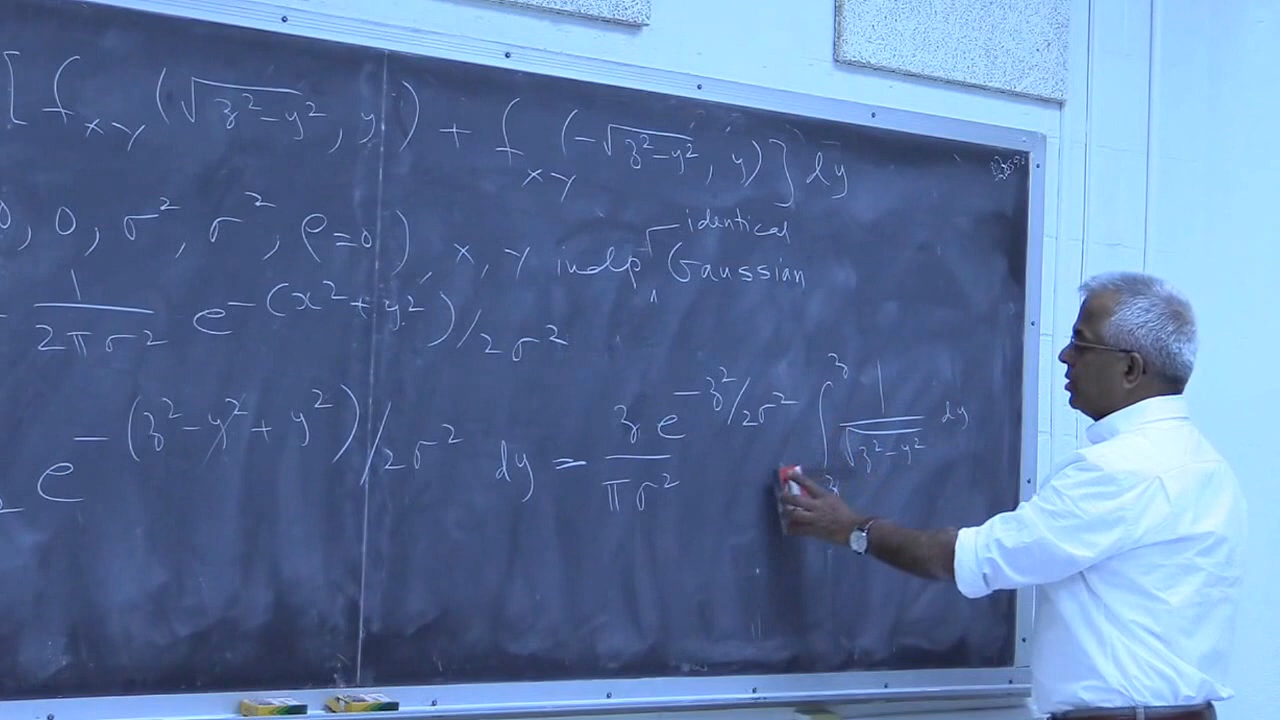 [ f_{XY} (√(z²-y²), y) + f_{XY} (-√(z²-y²), y) ] dy
0, 0, σ², σ², ρ=0), X, Y indp. identical Gaussian
1/(2πσ²) e^{-(x²+y²)/2σ²}
e^{-(z²-y²+y²)/2σ²} dy = (z e^{-z²/2σ²})/(πσ²) ∫^z 1/√(z²-y²) dy